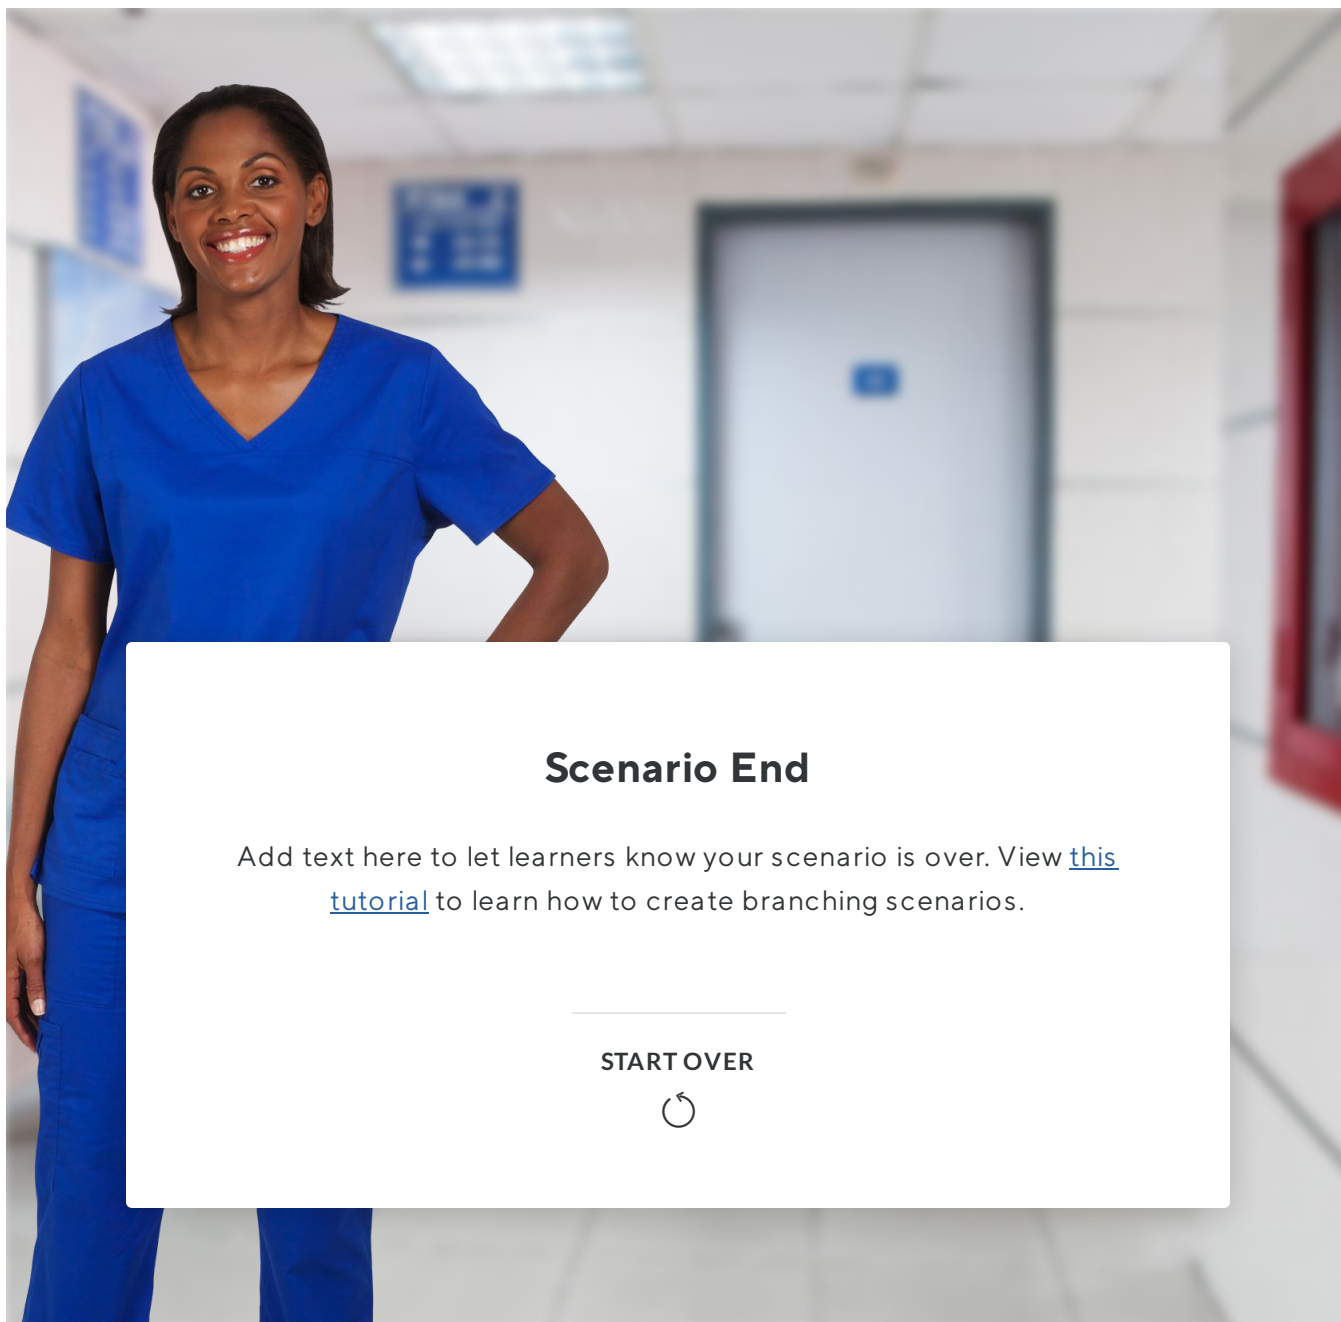 Scenario End
Add text here to let learners know your scenario is over. View this
tutorial to learn how to create branching scenarios.
START OVER